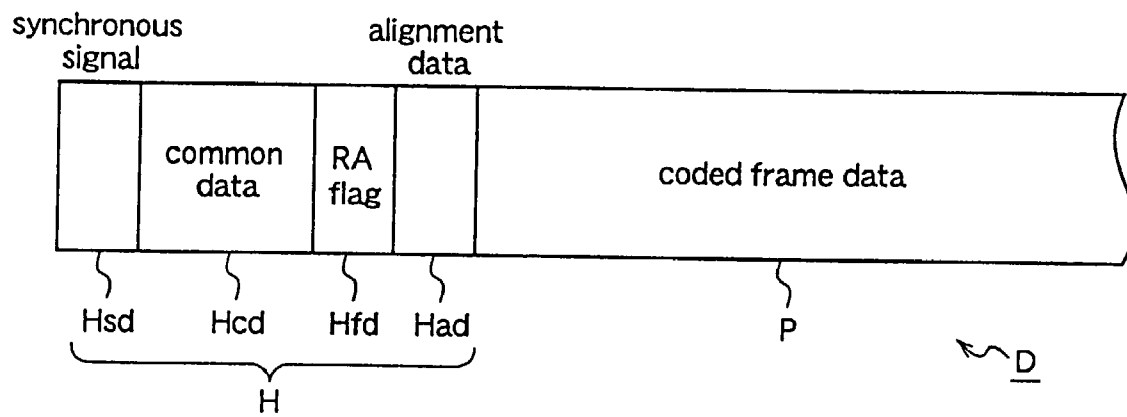 synchronous
signal
alignment
data
common
data
RA
flag
coded frame data
Hsd
Hcd
Hfd
Had
P
H
D